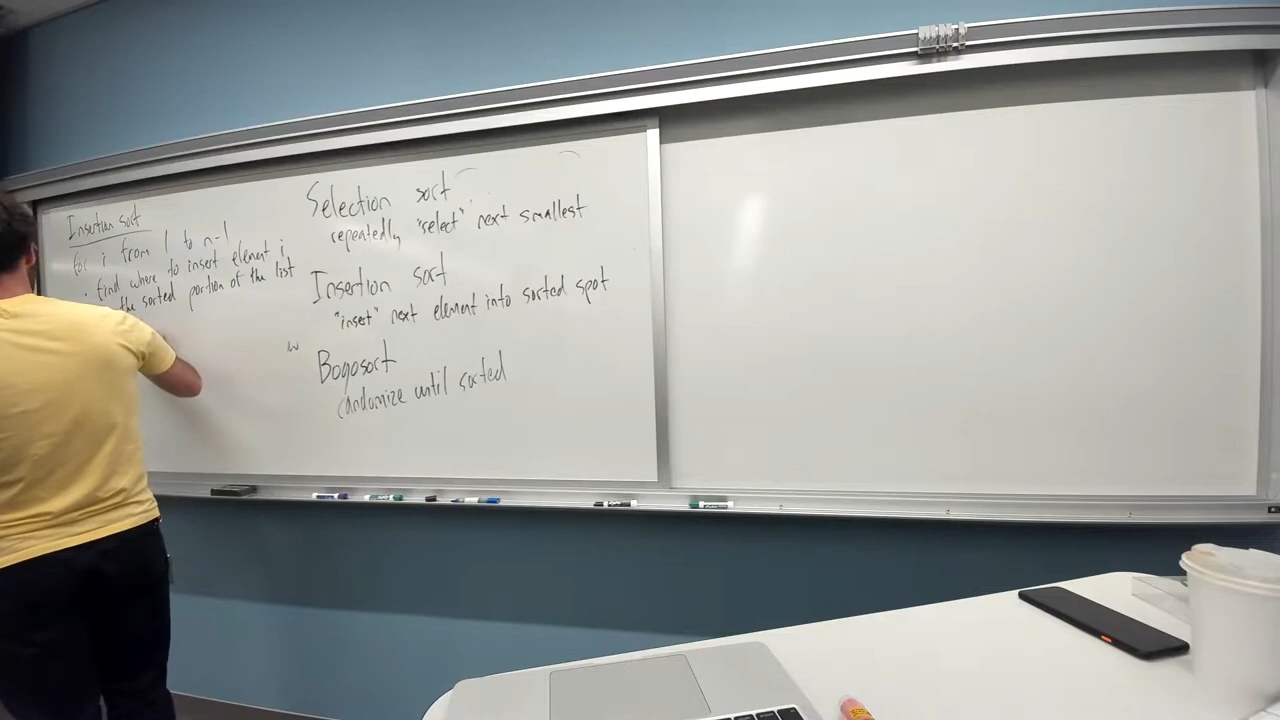 Insertion sort
for i from 1 to n-1
· find where to insert element i
the sorted portion of the list
Selection sort
repeatedly "select" next smallest
Insertion sort
"insert" next element into sorted spot
Bogosort
randomize until sorted